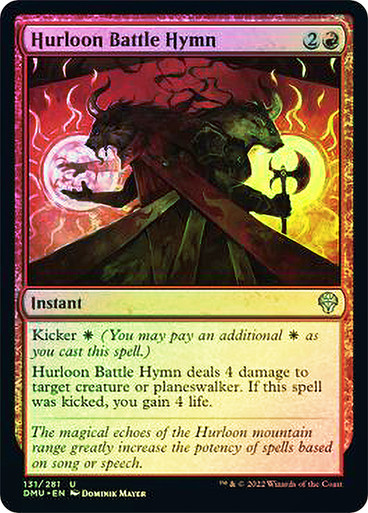 Hurloon Battle Hymn 2
Instant
Kicker (You may pay an additional as
you cast this spell.)
Hurloon Battle Hymn deals 4 damage to
target creature or planeswalker. If this spell
was kicked, you gain 4 life.
The magical echoes of the Hurloon mountain
range greatly increase the potency of spells based
on song or speech.
131/281 U
DMU • EN Dominik Mayer
™ & © 2022 Wizards of the Coast